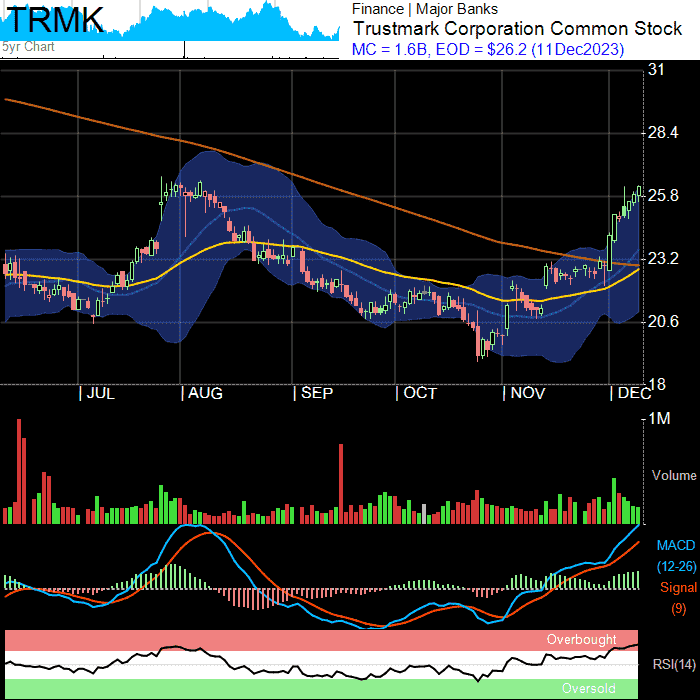 TRMK
5yr Chart
Finance | Major Banks
Trustmark Corporation Common Stock
MC = 1.6B, EOD = $26.2 (11Dec2023)
31
28.4
25.8
23.2
20.6
18
JUL AUG SEP OCT NOV DEC
1M
Volume
MACD
(12-26)
Signal
(9)
Overbought
RSI(14)
Oversold